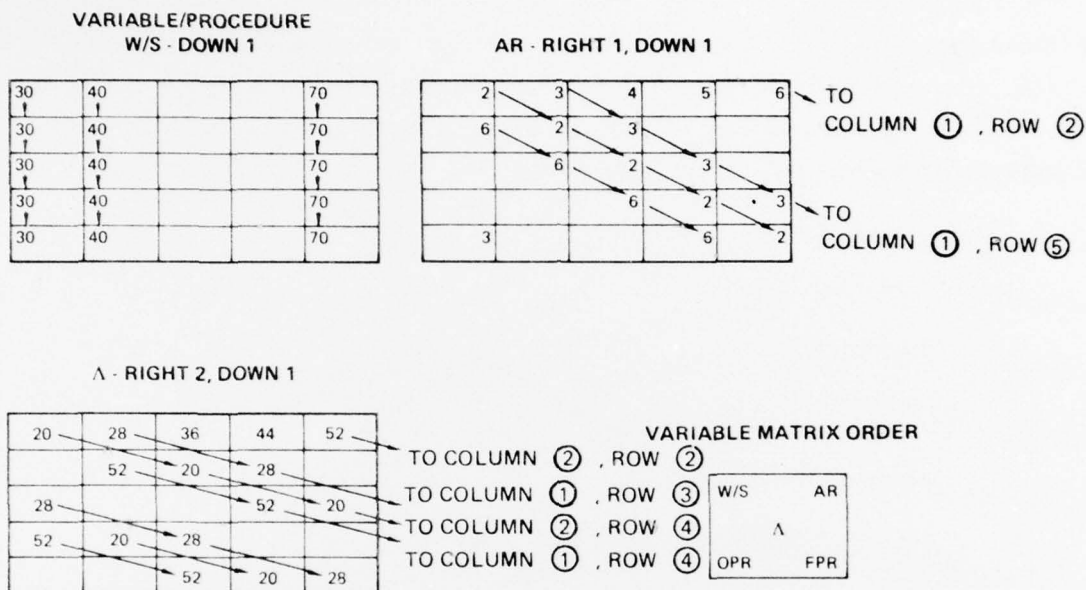 VARIABLE/PROCEDURE
W/S - DOWN 1
30 40 70
30 40 70
30 40 70
30 40 70
30 40 70
AR - RIGHT 1, DOWN 1
2 3 4 5 6
6 2 3
6 2 3
6 2 3
3 6 2
TO
COLUMN ① , ROW ②
TO
COLUMN ① , ROW ⑤
Λ - RIGHT 2, DOWN 1
20 28 36 44 52
52 20 28
28 52 20
52 20 28
52 20 28
TO COLUMN ② , ROW ②
TO COLUMN ① , ROW ③
TO COLUMN ② , ROW ④
TO COLUMN ① , ROW ④
VARIABLE MATRIX ORDER
W/S AR
Λ
OPR FPR